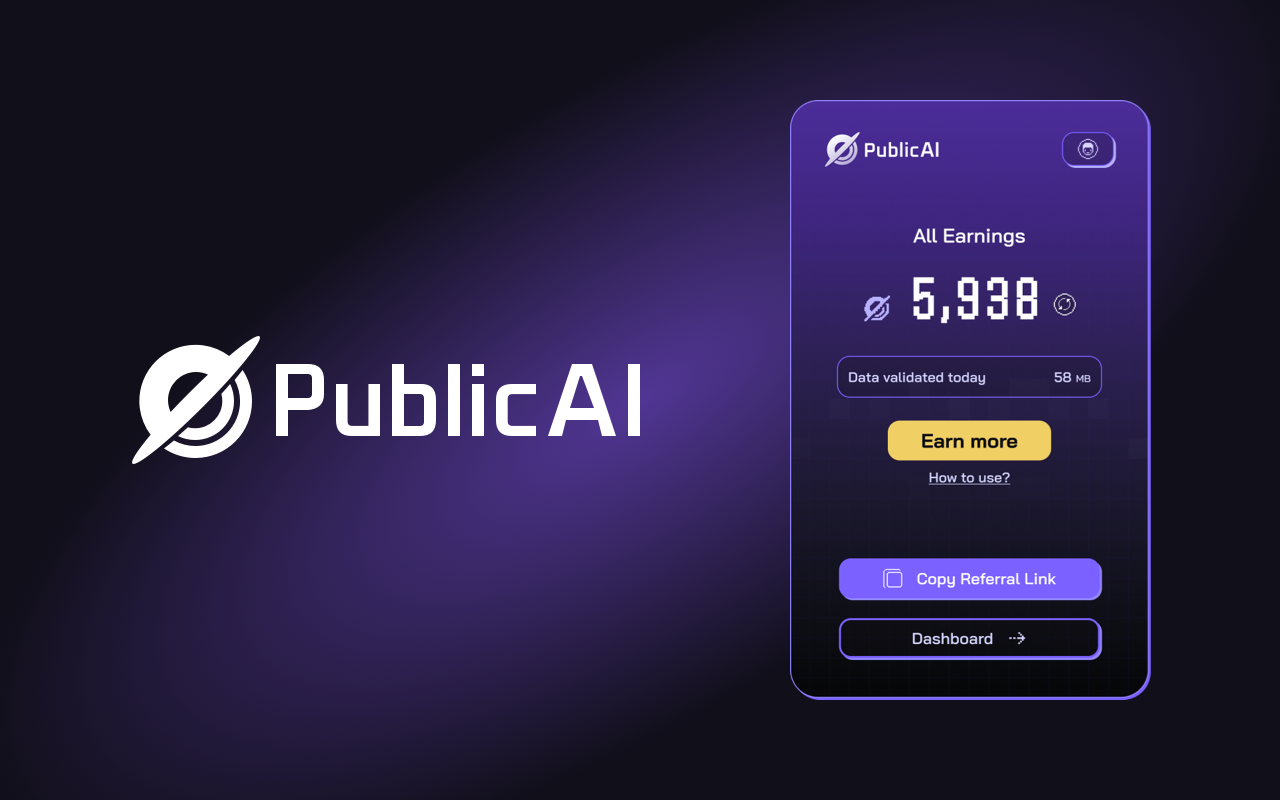 PublicAI
PublicAI
All Earnings
5,938
Data validated today 58 MB
Earn more
How to use?
Copy Referral Link
Dashboard